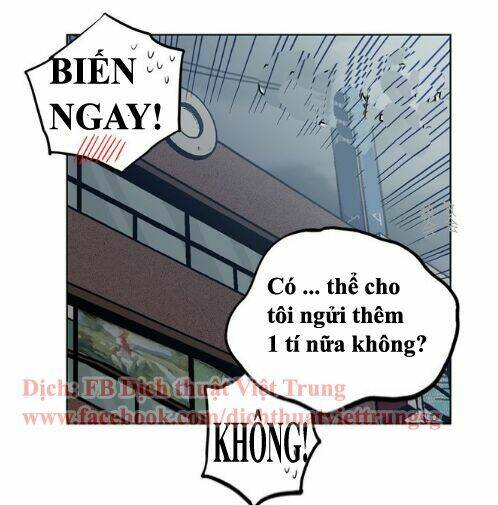 BIẾN
NGAY!
Có ... thể cho
tôi ngửi thêm
1 tí nữa không?
Dịch: FB Dịch thuật Việt Trung
www.facebook.com/dichthuatviettrungsg
KHÔNG!